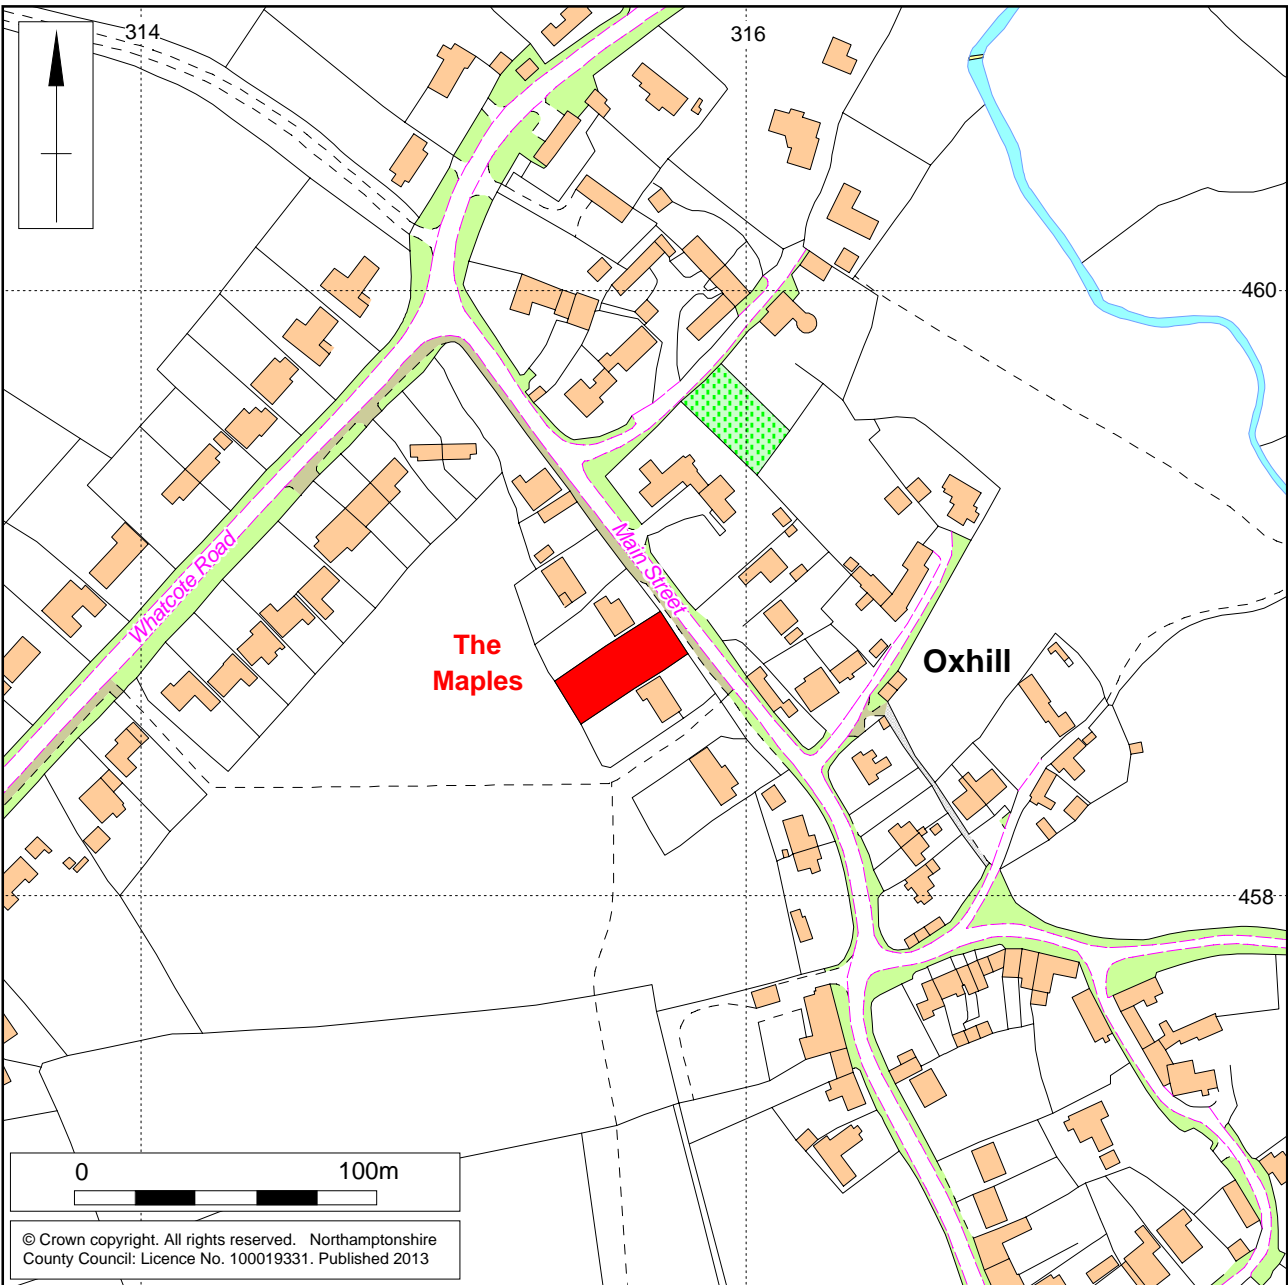 314
316
460
Whatcote Road
Main Street
The
Maples
Oxhill
458
0 100m
© Crown copyright. All rights reserved. Northamptonshire
County Council: Licence No. 100019331. Published 2013